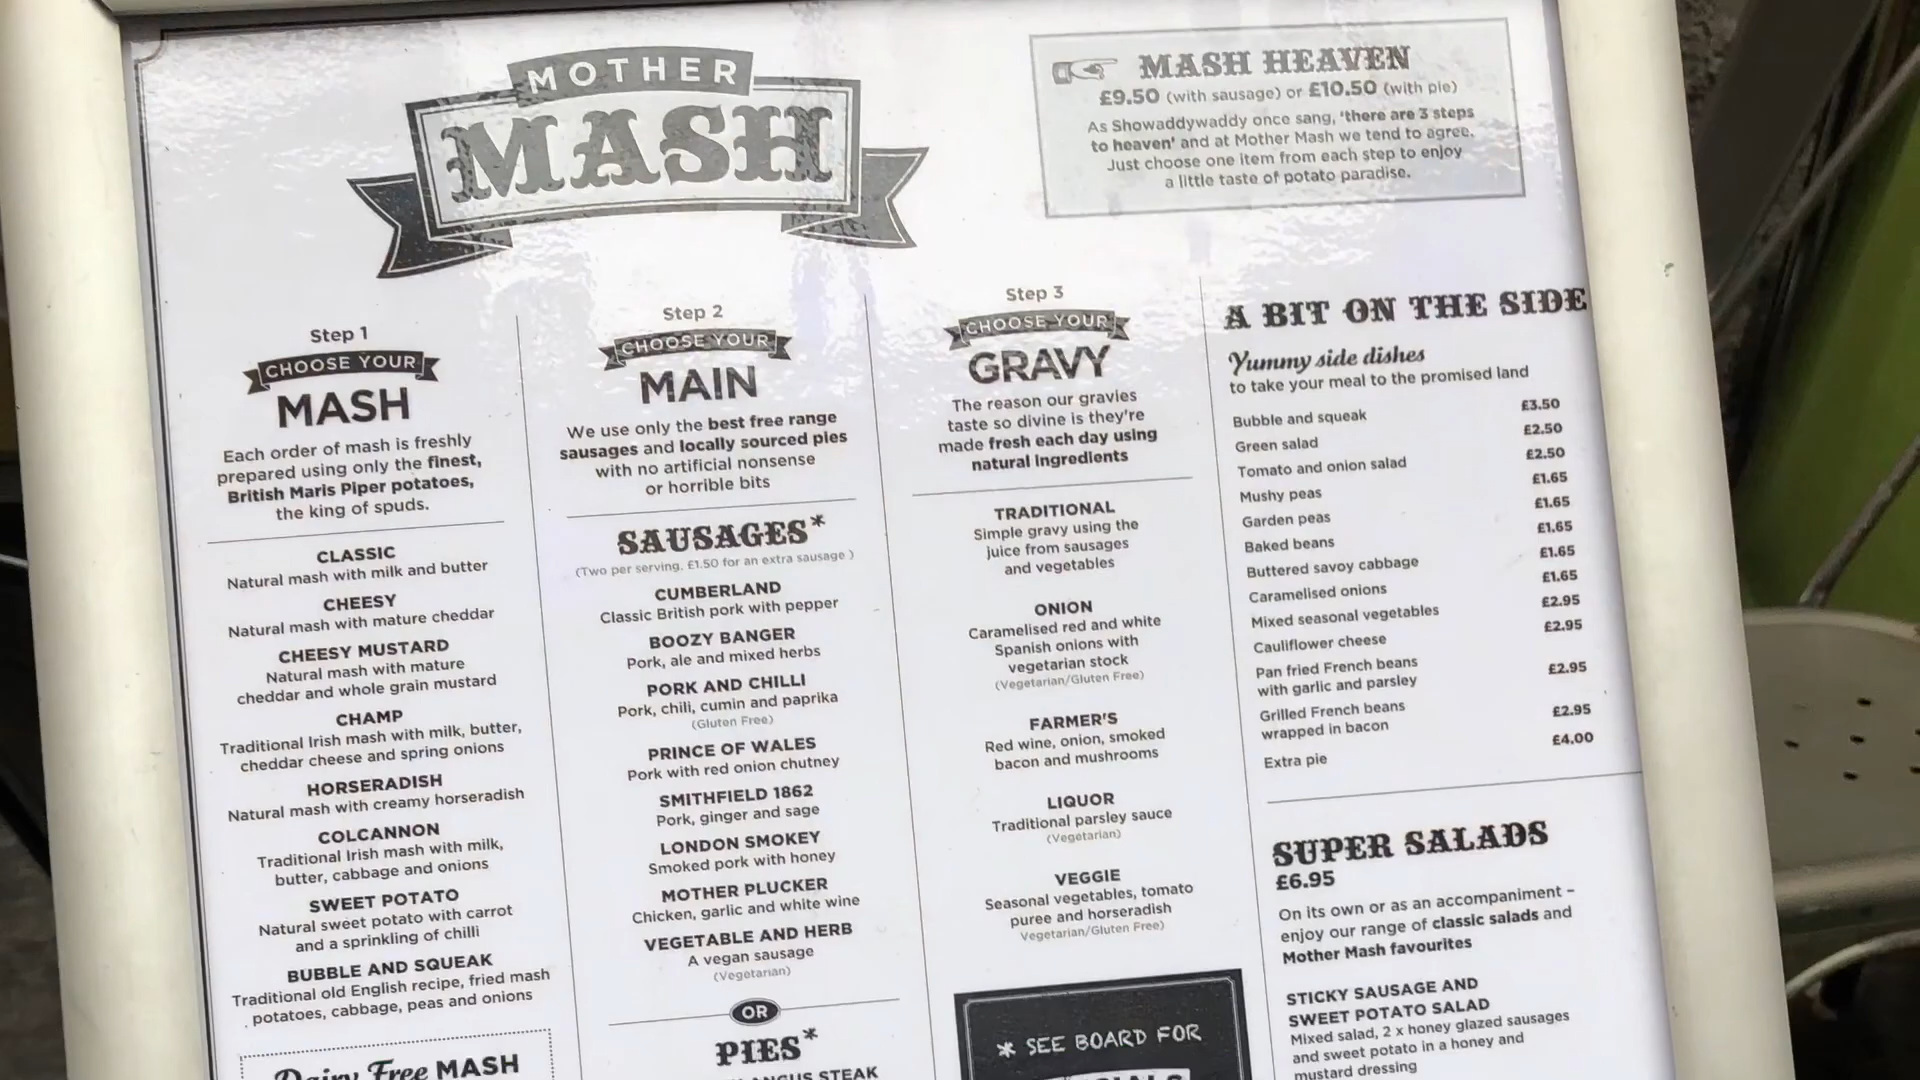 MOTHER
MASH
MASH HEAVEN
£9.50 (with sausage) or £10.50 (with pie)
As Showaddywaddy once sang, 'there are 3 steps
to heaven' and at Mother Mash we tend to agree.
Just choose one item from each step to enjoy
a little taste of potato paradise.
Step 1
CHOOSE YOUR
MASH
Each order of mash is freshly
prepared using only the finest,
British Maris Piper potatoes,
the king of spuds.
CLASSIC
Natural mash with milk and butter
CHEESY
Natural mash with mature cheddar
CHEESY MUSTARD
Natural mash with mature
cheddar and whole grain mustard
CHAMP
Traditional Irish mash with milk, butter,
cheddar cheese and spring onions
HORSERADISH
Natural mash with creamy horseradish
COLCANNON
Traditional Irish mash with milk,
butter, cabbage and onions
SWEET POTATO
Natural sweet potato with carrot
and a sprinkling of chilli
BUBBLE AND SQUEAK
Traditional old English recipe, fried mash
potatoes, cabbage, peas and onions
Dairy Free MASH
Step 2
CHOOSE YOUR
MAIN
We use only the best free range
sausages and locally sourced pies
with no artificial nonsense
or horrible bits
SAUSAGES*
(Two per serving. £1.50 for an extra sausage )
CUMBERLAND
Classic British pork with pepper
BOOZY BANGER
Pork, ale and mixed herbs
PORK AND CHILLI
Pork, chili, cumin and paprika
(Gluten Free)
PRINCE OF WALES
Pork with red onion chutney
SMITHFIELD 1862
Pork, ginger and sage
LONDON SMOKEY
Smoked pork with honey
MOTHER PLUCKER
Chicken, garlic and white wine
VEGETABLE AND HERB
A vegan sausage
(Vegetarian)
OR
PIES*
STEAK
Step 3
CHOOSE YOUR
GRAVY
The reason our gravies
taste so divine is they're
made fresh each day using
natural ingredients
TRADITIONAL
Simple gravy using the
juice from sausages
and vegetables
ONION
Caramelised red and white
Spanish onions with
vegetarian stock
(Vegetarian/Gluten Free)
FARMER'S
Red wine, onion, smoked
bacon and mushrooms
LIQUOR
Traditional parsley sauce
(Vegetarian)
VEGGIE
Seasonal vegetables, tomato
puree and horseradish
Vegetarian/Gluten Free)
* SEE BOARD FOR
A BIT ON THE SIDE
Yummy side dishes
to take your meal to the promised land
Bubble and squeak £3.50
Green salad £2.50
Tomato and onion salad £2.50
Mushy peas £1.65
Garden peas £1.65
Baked beans £1.65
Buttered savoy cabbage £1.65
Caramelised onions £1.65
Mixed seasonal vegetables £2.95
Cauliflower cheese £2.95
Pan fried French beans
with garlic and parsley £2.95
Grilled French beans
wrapped in bacon £2.95
Extra pie £4.00
SUPER SALADS
£6.95
On its own or as an accompaniment –
enjoy our range of classic salads and
Mother Mash favourites
STICKY SAUSAGE AND
SWEET POTATO SALAD
Mixed salad, 2 x honey glazed sausages
and sweet potato in a honey and
mustard dressing